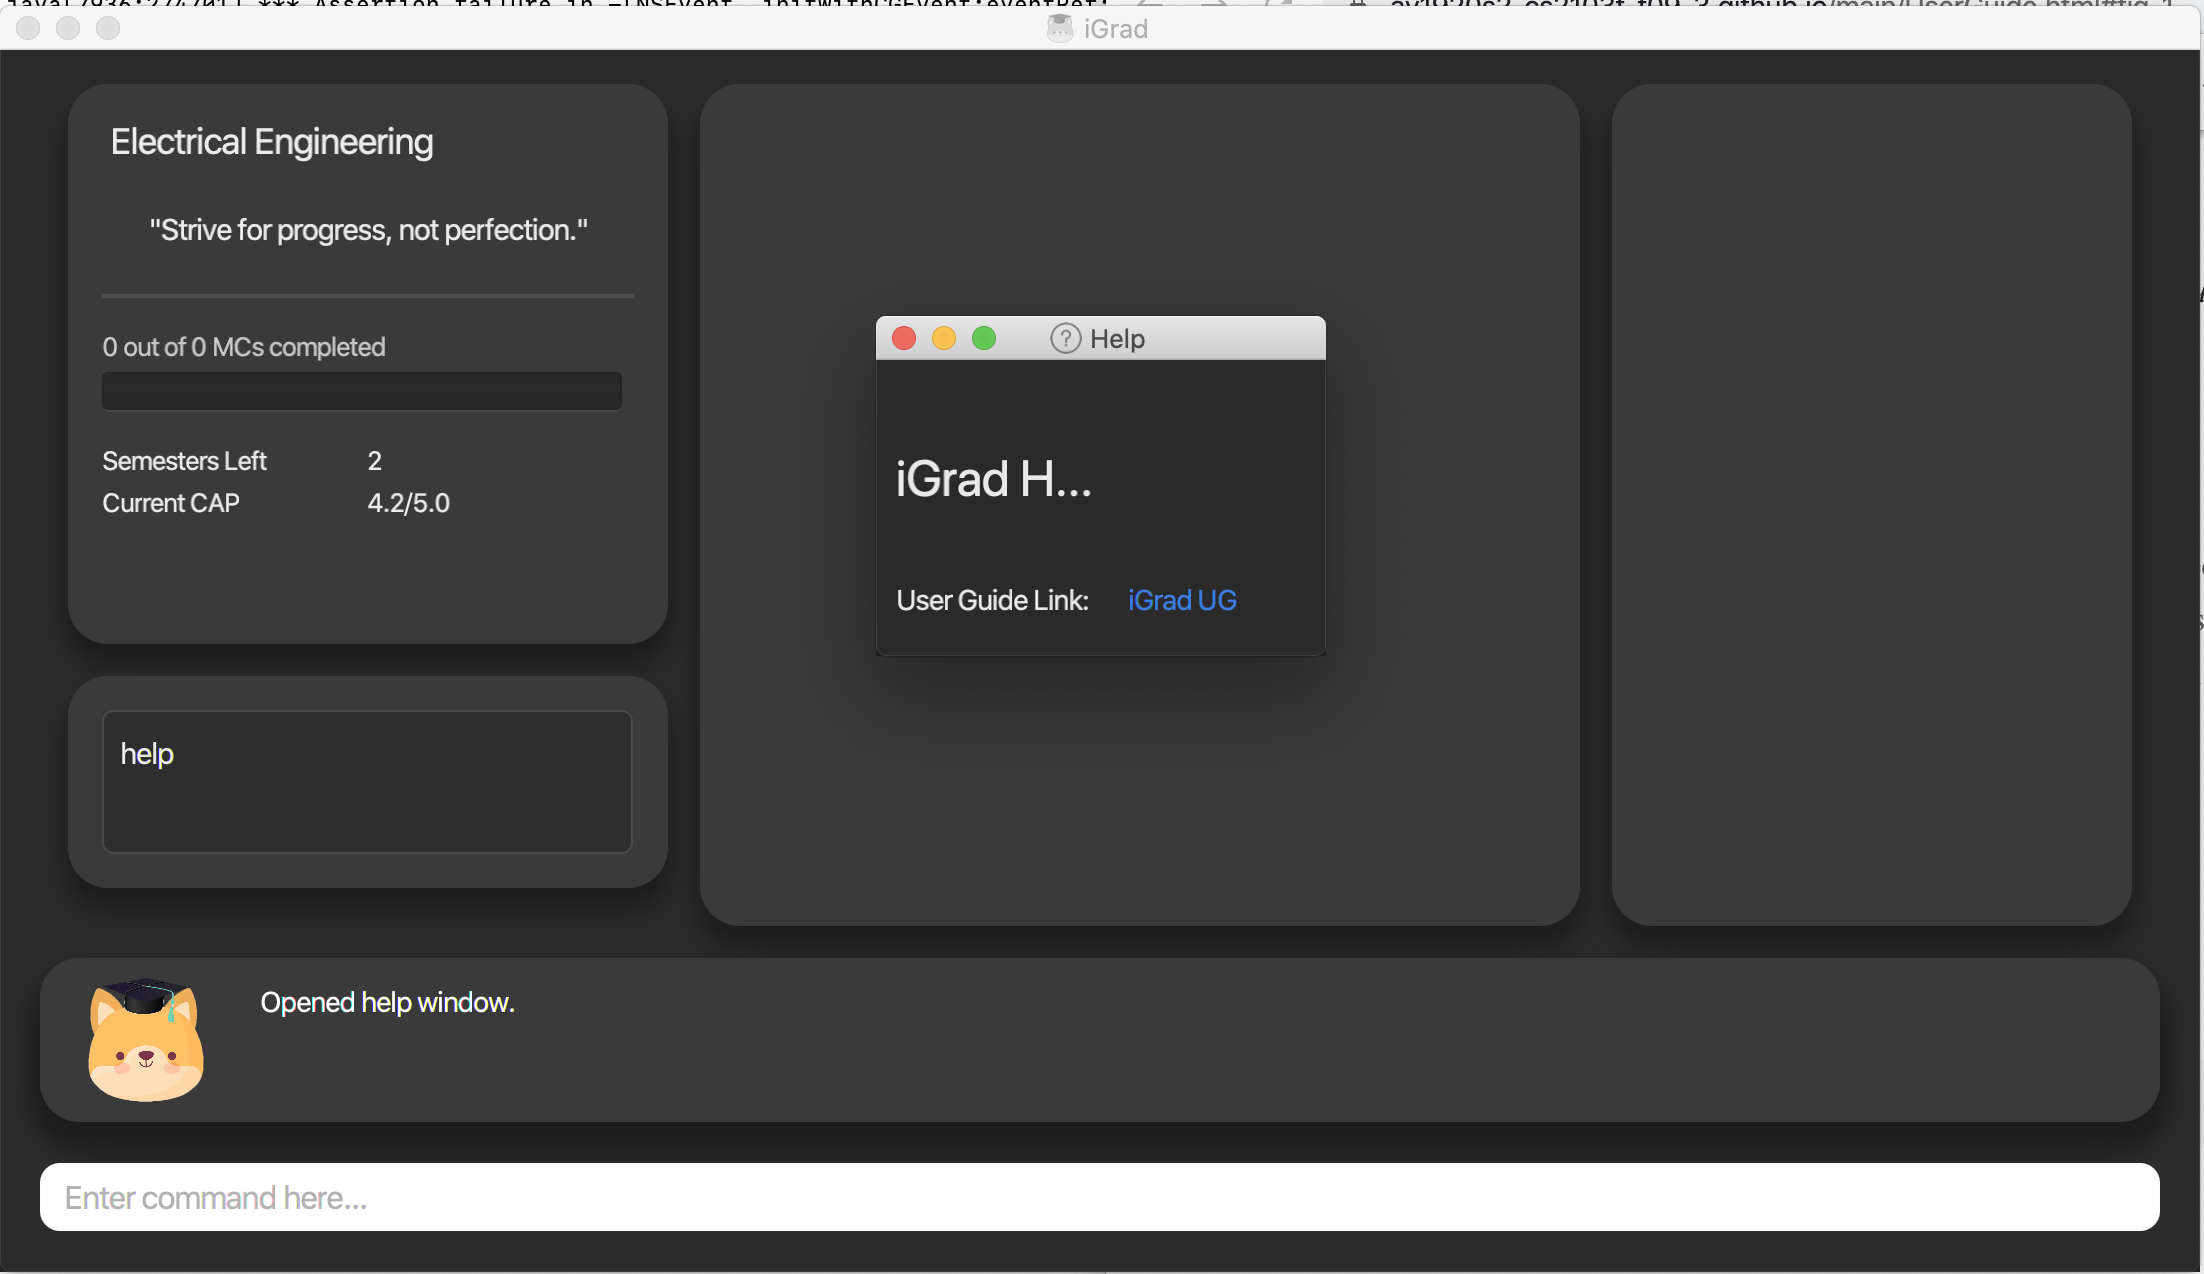 iGrad
Electrical Engineering
"Strive for progress, not perfection."
0 out of 0 MCs completed
Semesters Left 2
Current CAP 4.2/5.0
help
? Help
iGrad H...
User Guide Link: iGrad UG
Opened help window.
Enter command here...